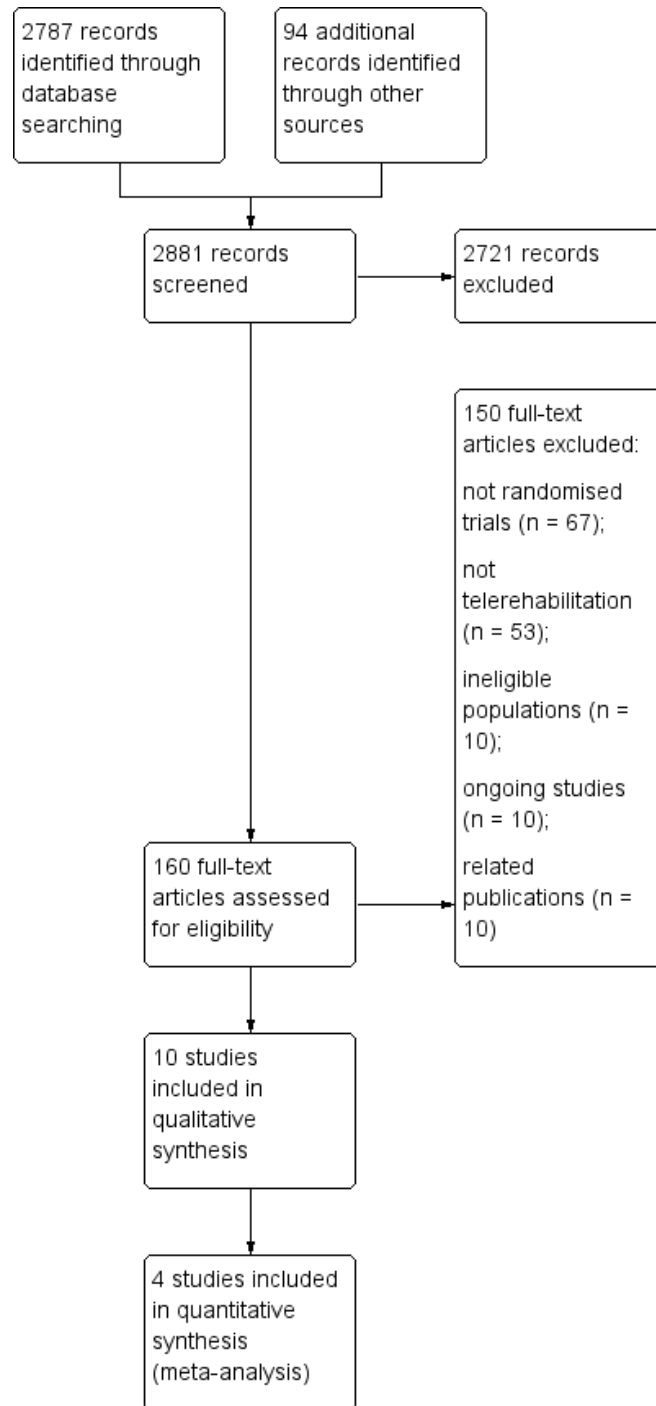 2787 records
identified through
database
searching
94 additional
records identified
through other
sources
2881 records
screened
2721 records
excluded
150 full-text
articles excluded:
not randomised
trials (n = 67);
not
telerehabilitation
(n = 53);
ineligible
populations (n =
10);
ongoing studies
(n = 10);
related
publications (n =
10)
160 full-text
articles assessed
for eligibility
10 studies
included in
qualitative
synthesis
4 studies included
in quantitative
synthesis
(meta-analysis)